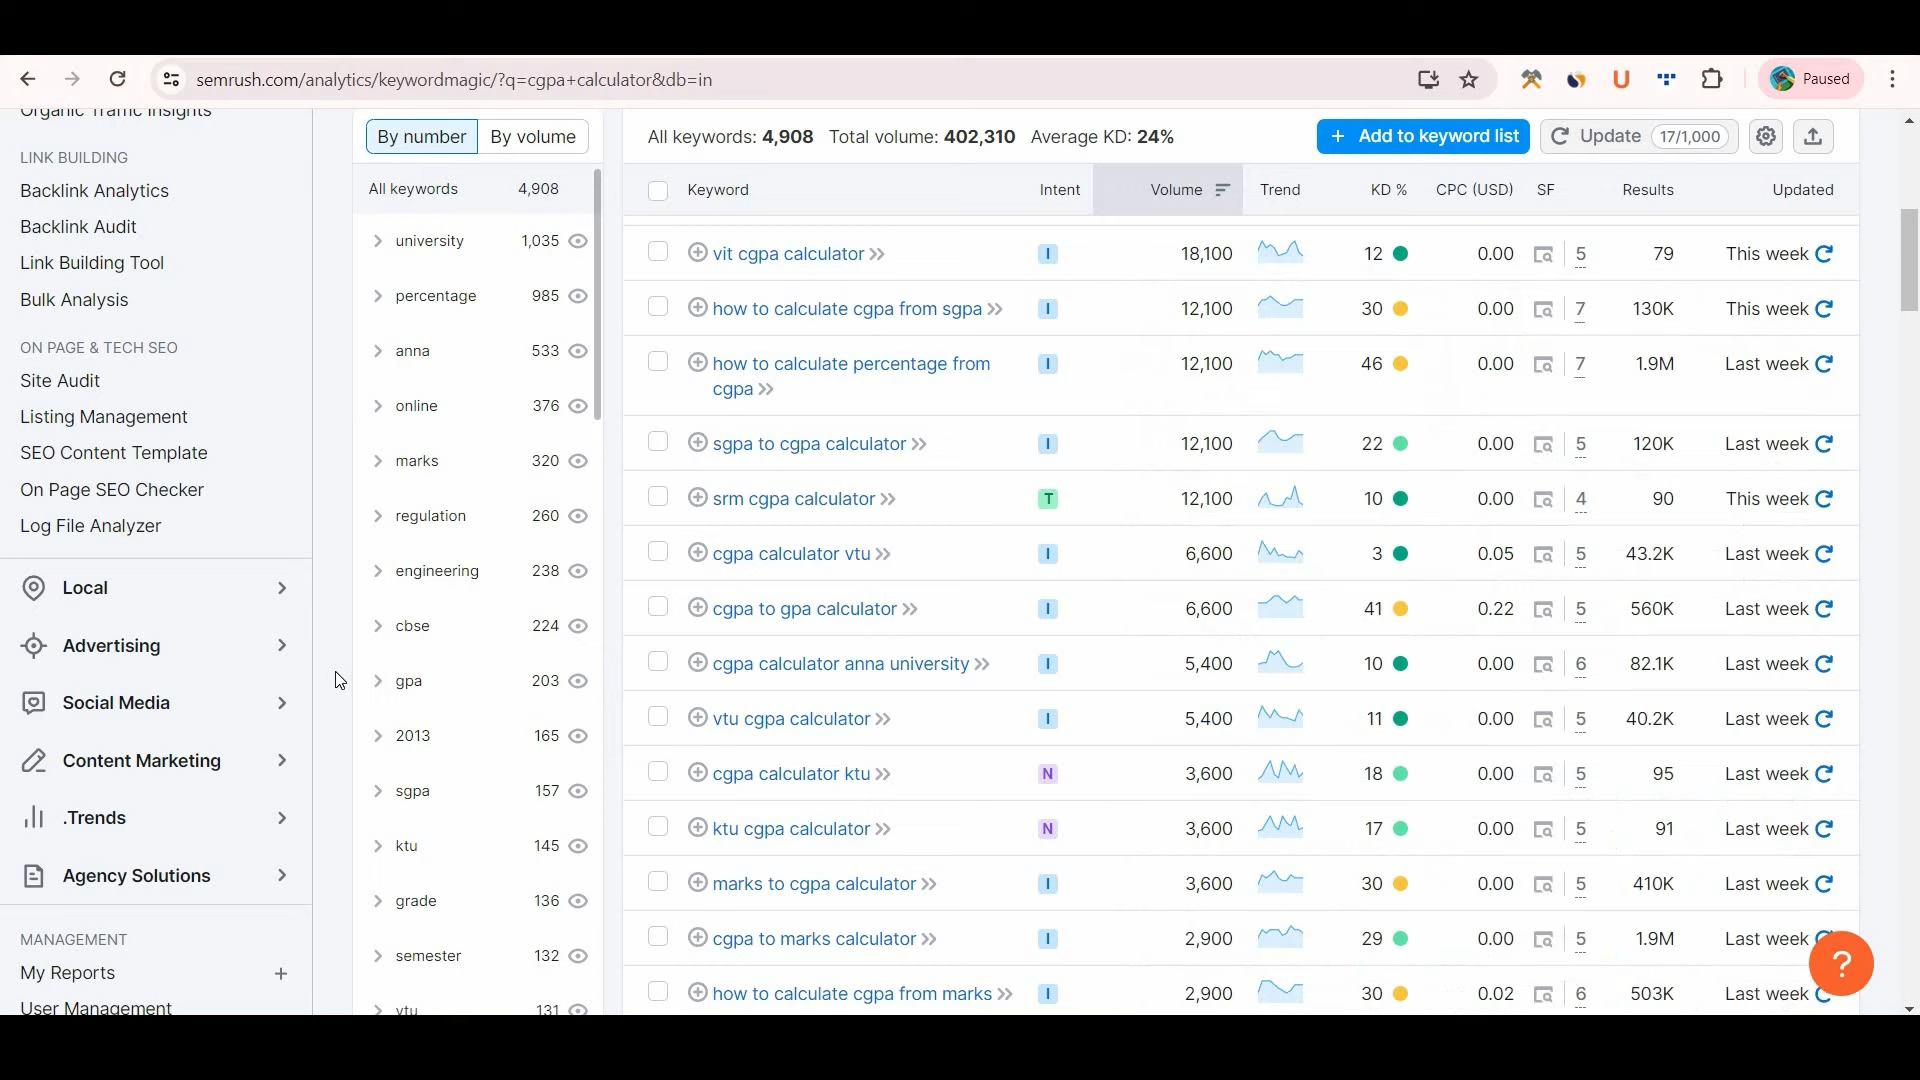 semrush.com/analytics/keywordmagic/?q=cgpa+calculator&db=in
Paused
Organic Traffic Insights
LINK BUILDING
Backlink Analytics
Backlink Audit
Link Building Tool
Bulk Analysis
ON PAGE & TECH SEO
Site Audit
Listing Management
SEO Content Template
On Page SEO Checker
Log File Analyzer
Local
Advertising
Social Media
Content Marketing
.Trends
Agency Solutions
MANAGEMENT
My Reports +
User Management
By number By volume
All keywords 4,908
university 1,035
percentage 985
anna 533
online 376
marks 320
regulation 260
engineering 238
cbse 224
gpa 203
2013 165
sgpa 157
ktu 145
grade 136
semester 132
vtu 131
All keywords: 4,908 Total volume: 402,310 Average KD: 24%
+ Add to keyword list Update 17/1,000
Keyword Intent Volume Trend KD % CPC (USD) SF Results Updated
vit cgpa calculator I 18,100 12 0.00 5 79 This week
how to calculate cgpa from sgpa I 12,100 30 0.00 7 130K This week
how to calculate percentage from I 12,100 46 0.00 7 1.9M Last week
cgpa
sgpa to cgpa calculator I 12,100 22 0.00 5 120K Last week
srm cgpa calculator T 12,100 10 0.00 4 90 This week
cgpa calculator vtu I 6,600 3 0.05 5 43.2K Last week
cgpa to gpa calculator I 6,600 41 0.22 5 560K Last week
cgpa calculator anna university I 5,400 10 0.00 6 82.1K Last week
vtu cgpa calculator I 5,400 11 0.00 5 40.2K Last week
cgpa calculator ktu N 3,600 18 0.00 5 95 Last week
ktu cgpa calculator N 3,600 17 0.00 5 91 Last week
marks to cgpa calculator I 3,600 30 0.00 5 410K Last week
cgpa to marks calculator I 2,900 29 0.00 5 1.9M Last week
how to calculate cgpa from marks I 2,900 30 0.02 6 503K Last week
?